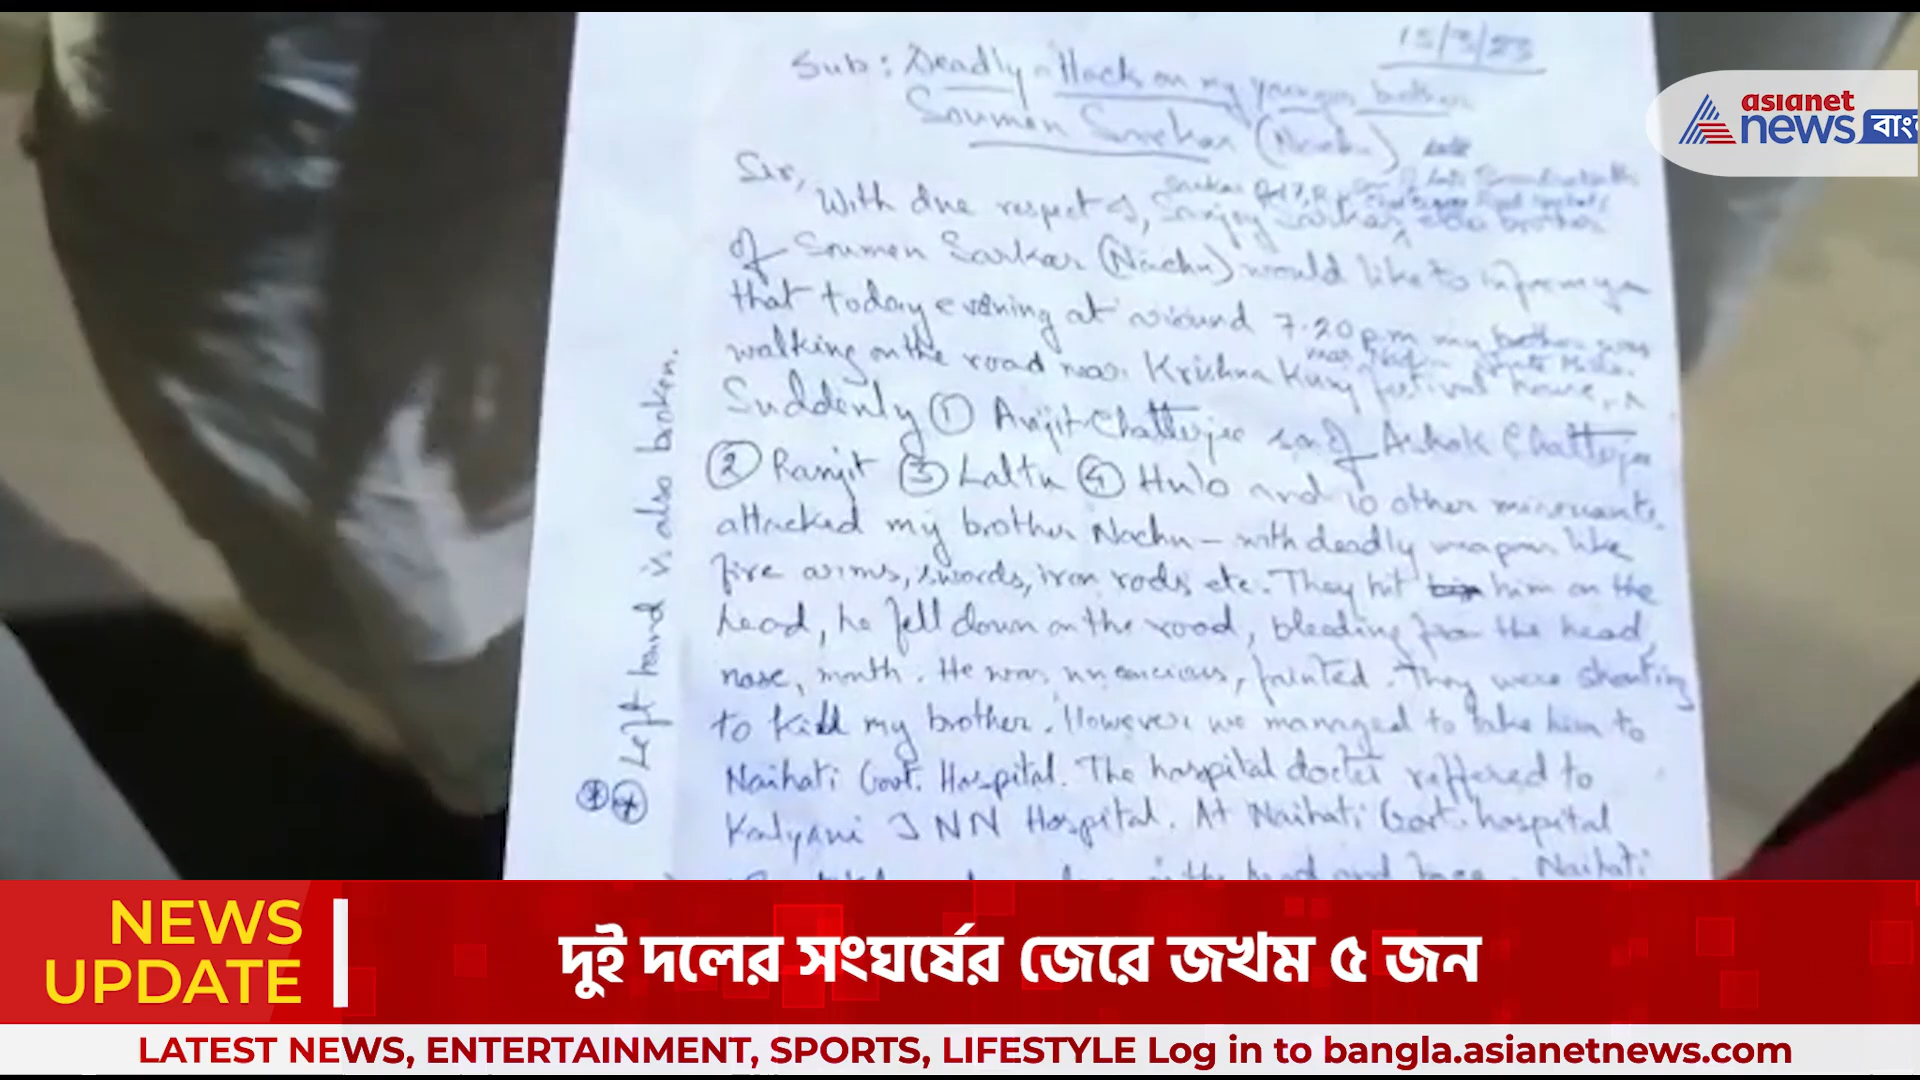 15/3/23
Sub: Deadly attack on my younger brother
Soumen Sarkar (Nachu)
Sir,
With due respect I, Sanjoy Sarkar, brother
of Soumen Sarkar (Nachu) would like to inform you
that today evening at around 7.20 p.m my brother was
walking on the road near Krishna Kunj festival house,
Suddenly ① Avijit Chatterjee son of Ashok Chatterjee
② Ranjit ③ Laltu ④ Hulo and 10 other miscreants
attacked my brother Nachu – with deadly weapons like
fire arms, swords, iron rods etc. They hit him on the
head, he fell down on the road, bleeding from the head,
nose, mouth. He was unconcious, fainted. They were shouting
to kill my brother. However we managed to take him to
Naihati Govt. Hospital. The hospital doctor reffered to
Kalyani JNN Hospital. At Naihati Govt. hospital
head and Naihati
Left hand is also broken.
asianet
news বাং
NEWS
UPDATE
দুই দলের সংঘর্ষের জেরে জখম ৫ জন
LATEST NEWS, ENTERTAINMENT, SPORTS, LIFESTYLE Log in to bangla.asianetnews.com